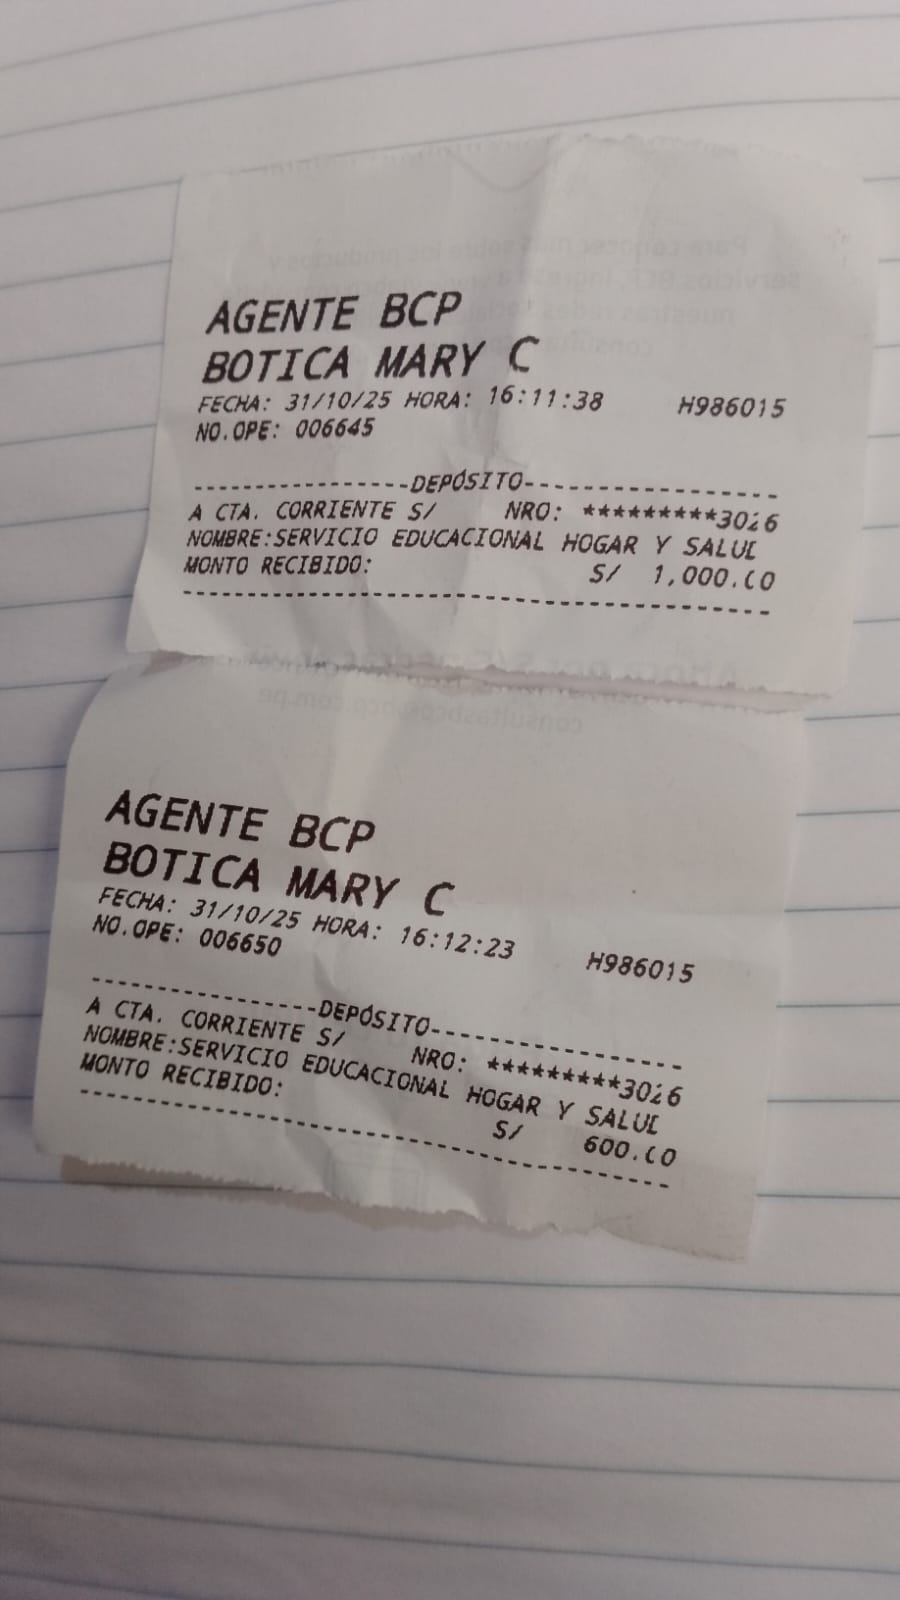 AGENTE BCP
BOTICA MARY C
FECHA: 31/10/25 HORA: 16:11:38 H986015
NO.OPE: 006645
-----------------DEPÓSITO--------------------
A CTA. CORRIENTE S/ NRO: *********3026
NOMBRE:SERVICIO EDUCACIONAL HOGAR Y SALUD
MONTO RECIBIDO: S/ 1,000.00
AGENTE BCP
BOTICA MARY C
FECHA: 31/10/25 HORA: 16:12:23 H986015
NO.OPE: 006650
-----------------DEPÓSITO--------------------
A CTA. CORRIENTE S/ NRO: *********3026
NOMBRE:SERVICIO EDUCACIONAL HOGAR Y SALUD
MONTO RECIBIDO: S/ 600.00